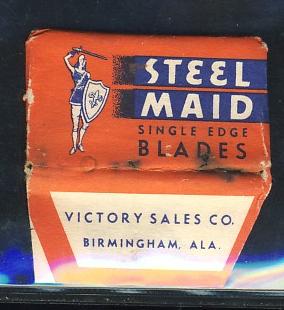 STEEL
MAID
SINGLE EDGE
BLADES
VICTORY SALES CO.
BIRMINGHAM, ALA.